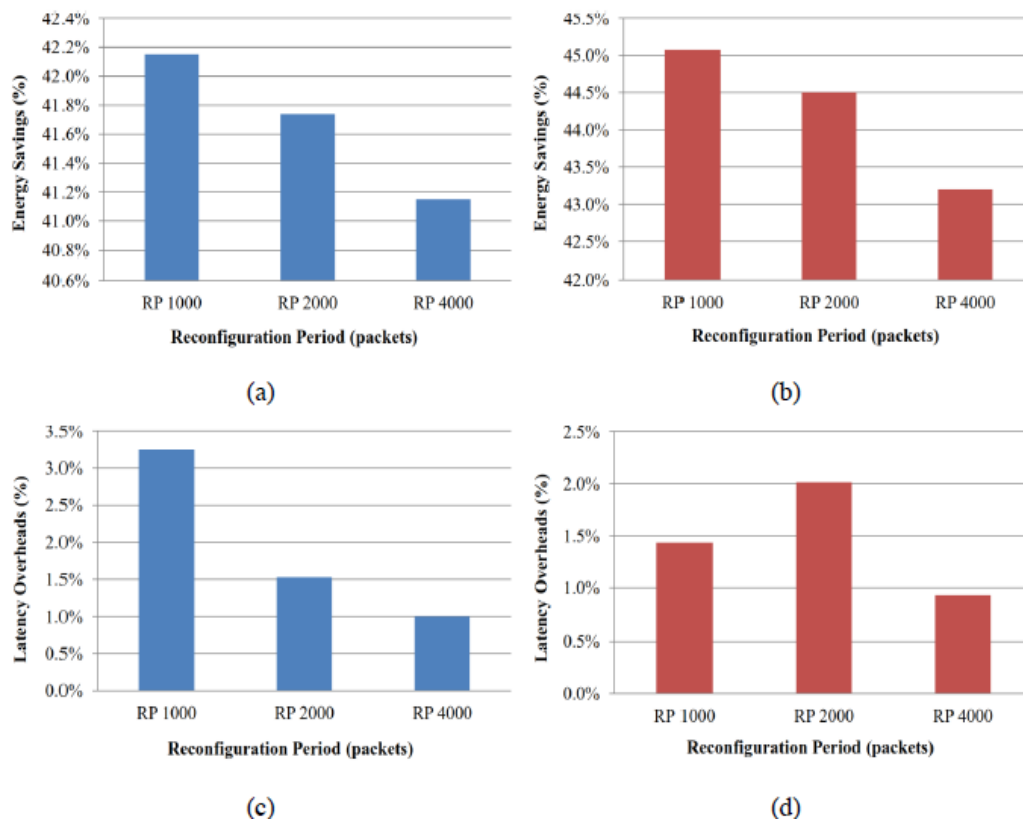 42.4%
42.2%
42.0%
41.8%
41.6%
41.4%
41.2%
41.0%
40.8%
40.6%
Energy Savings (%)
RP 1000 RP 2000 RP 4000
Reconfiguration Period (packets)
(a)
45.0%
44.5%
44.0%
43.5%
43.0%
42.5%
42.0%
Energy Savings (%)
RP 1000 RP 2000 RP 4000
Reconfiguration Period (packets)
(b)
3.5%
3.0%
2.5%
2.0%
1.5%
1.0%
0.5%
0.0%
Latency Overheads (%)
RP 1000 RP 2000 RP 4000
Reconfiguration Period (packets)
(c)
2.5%
2.0%
1.5%
1.0%
0.5%
0.0%
Latency Overheads (%)
RP 1000 RP 2000 RP 4000
Reconfiguration Period (packets)
(d)